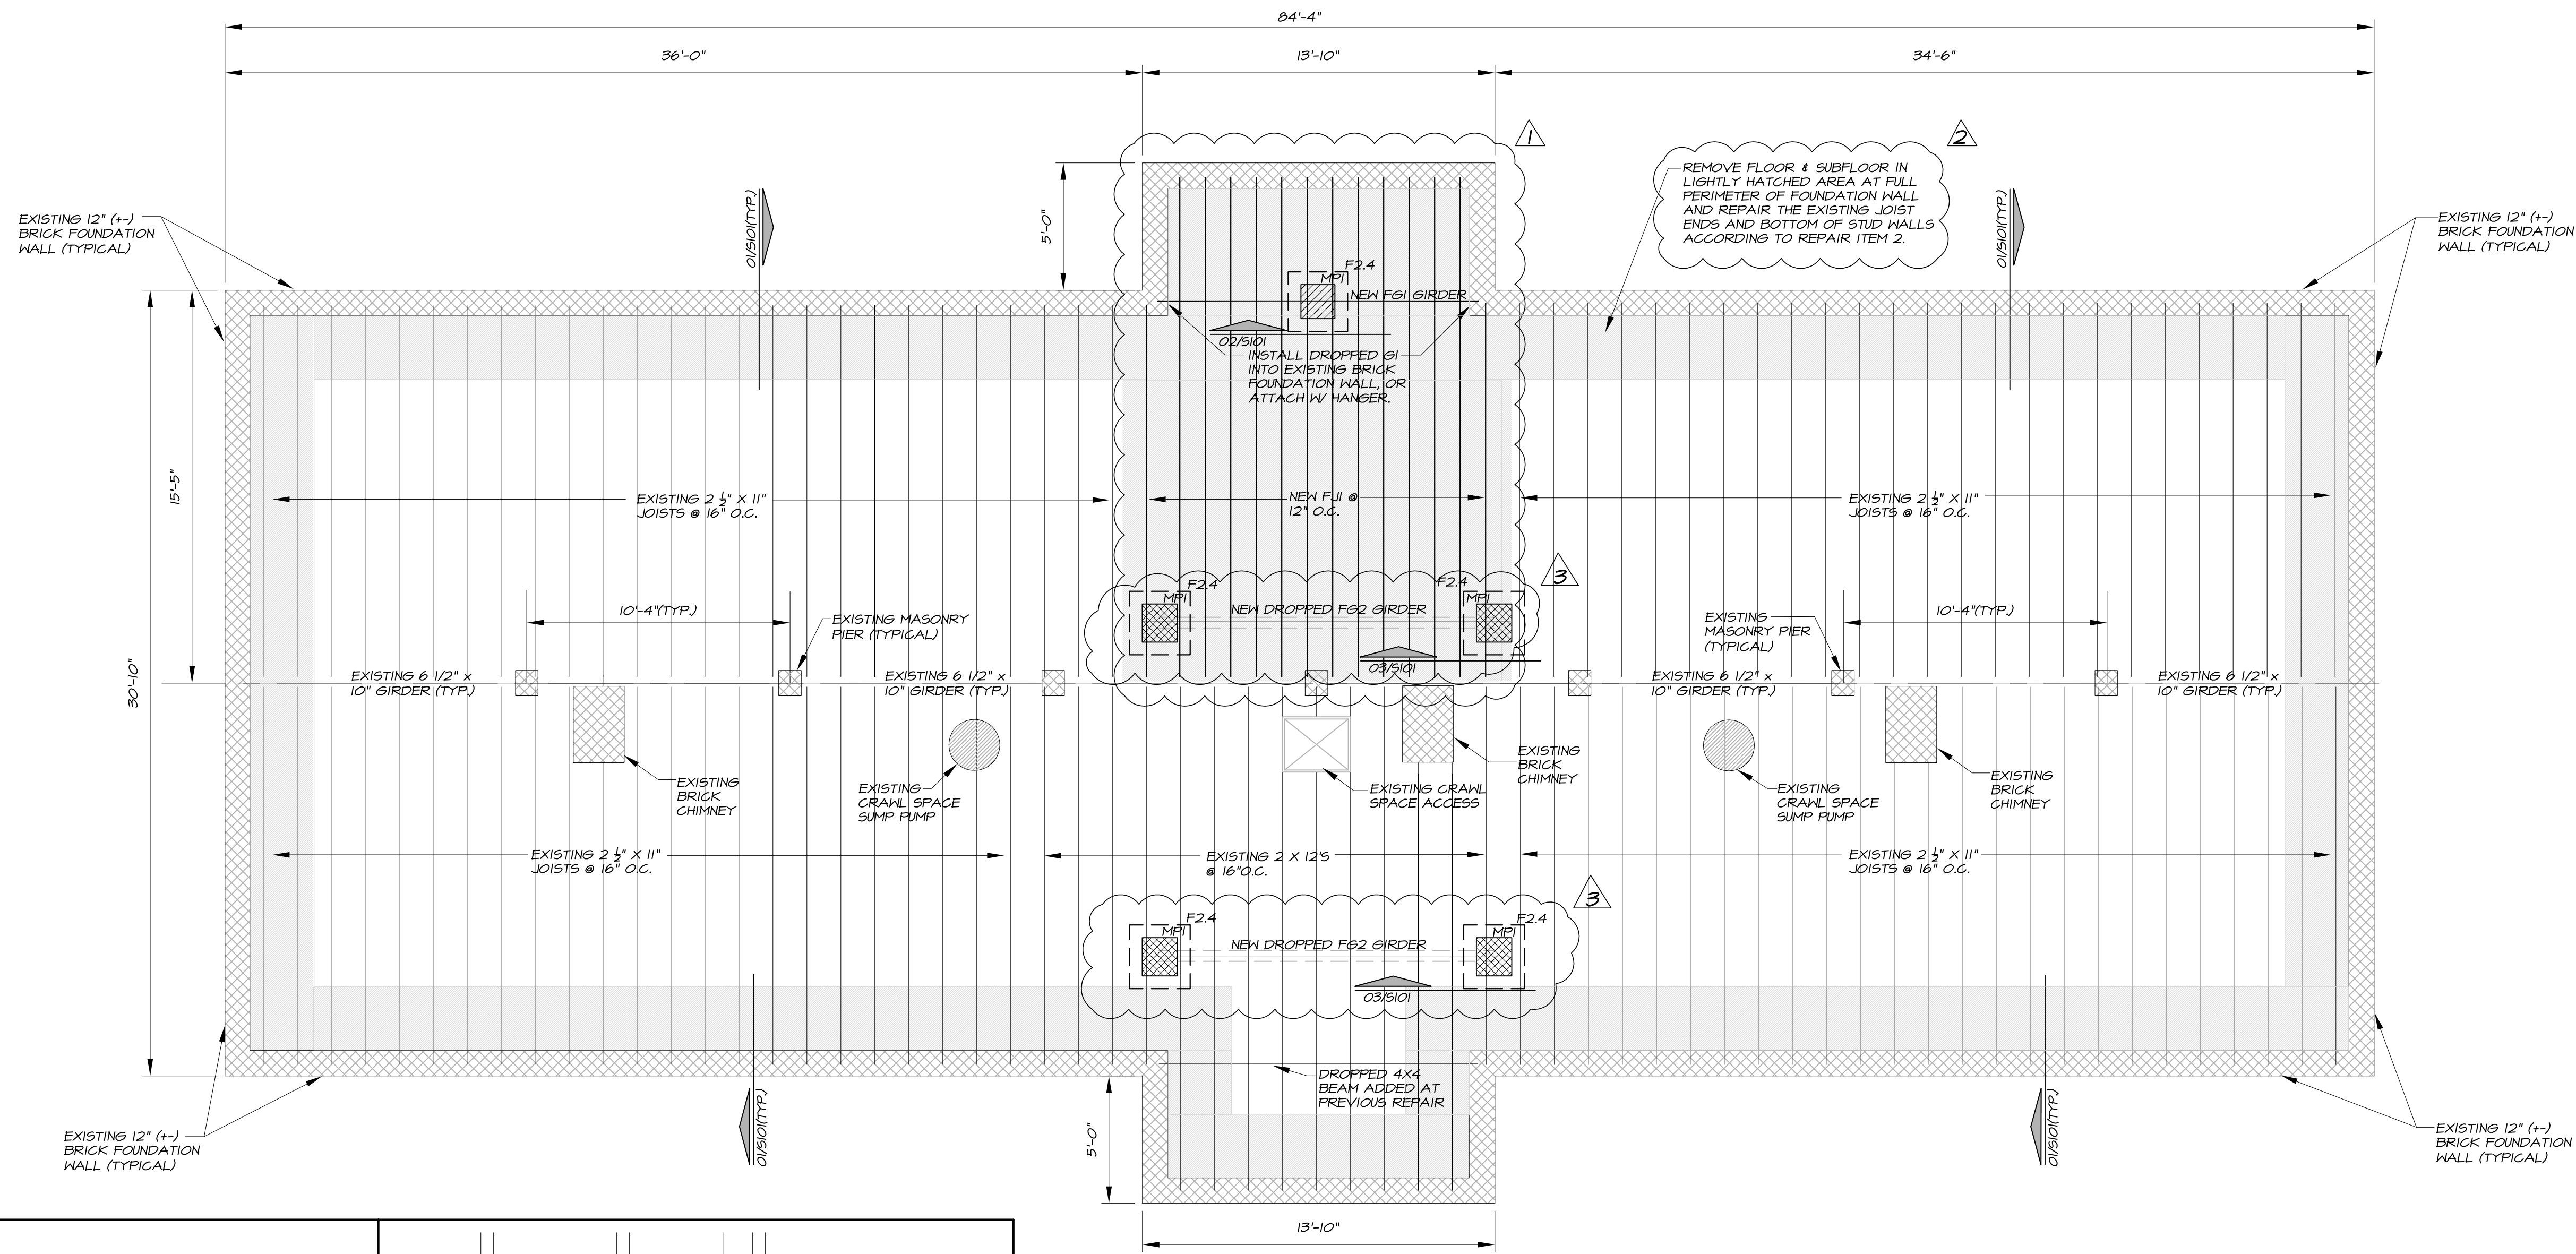 84'-4"
36'-0"
13'-10"
34'-6"
1
2
REMOVE FLOOR & SUBFLOOR IN
LIGHTLY HATCHED AREA AT FULL
PERIMETER OF FOUNDATION WALL
AND REPAIR THE EXISTING JOIST
ENDS AND BOTTOM OF STUD WALLS
ACCORDING TO REPAIR ITEM 2.
EXISTING 12" (+-)
BRICK FOUNDATION
WALL (TYPICAL)
01/S101(TYP.)
5'-0"
01/S101(TYP.)
EXISTING 12" (+-)
BRICK FOUNDATION
WALL (TYPICAL)
F2.4
MP1
NEW FG1 GIRDER
02/S101
INSTALL DROPPED G1
INTO EXISTING BRICK
FOUNDATION WALL, OR
ATTACH W/ HANGER.
15'-5"
30'-10"
EXISTING 2 1/2" X 11"
JOISTS @ 16" O.C.
NEW FJ1 @
12" O.C.
EXISTING 2 1/2" X 11"
JOISTS @ 16" O.C.
3
F2.4
MP1
NEW DROPPED FG2 GIRDER
F2.4
MP1
10'-4"(TYP.)
EXISTING MASONRY
PIER (TYPICAL)
EXISTING
MASONRY PIER
(TYPICAL)
10'-4"(TYP.)
03/S101
EXISTING 6 1/2" x
10" GIRDER (TYP.)
EXISTING 6 1/2" x
10" GIRDER (TYP.)
EXISTING 6 1/2" x
10" GIRDER (TYP.)
EXISTING 6 1/2" x
10" GIRDER (TYP.)
EXISTING
BRICK
CHIMNEY
EXISTING
CRAWL SPACE
SUMP PUMP
EXISTING CRAWL
SPACE ACCESS
EXISTING
BRICK
CHIMNEY
EXISTING
CRAWL SPACE
SUMP PUMP
EXISTING
BRICK
CHIMNEY
EXISTING 2 1/2" X 11"
JOISTS @ 16" O.C.
EXISTING 2 X 12'S
@ 16"O.C.
EXISTING 2 1/2" X 11"
JOISTS @ 16" O.C.
3
F2.4
MP1
NEW DROPPED FG2 GIRDER
F2.4
MP1
03/S101
DROPPED 4X4
BEAM ADDED AT
PREVIOUS REPAIR
EXISTING 12" (+-)
BRICK FOUNDATION
WALL (TYPICAL)
01/S101(TYP.)
5'-0"
01/S101(TYP.)
EXISTING 12" (+-)
BRICK FOUNDATION
WALL (TYPICAL)
13'-10"